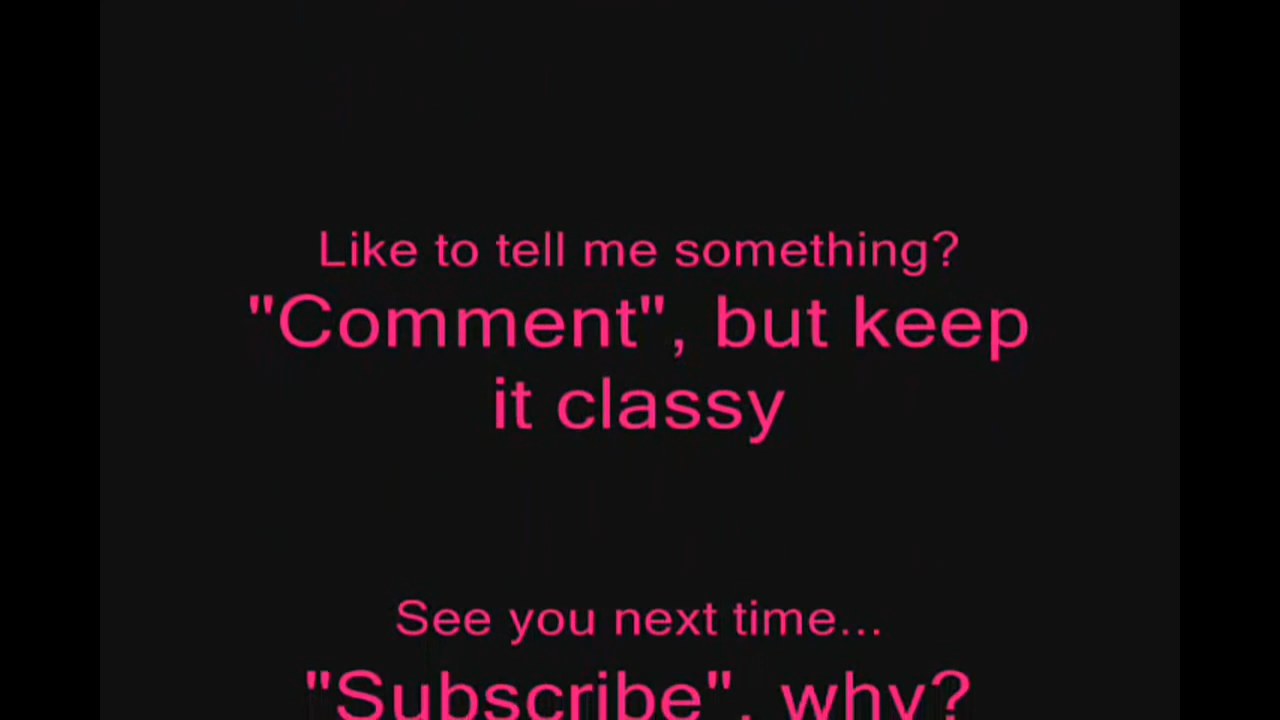 Like to tell me something?
"Comment", but keep
it classy
See you next time...
"Subscribe", why?